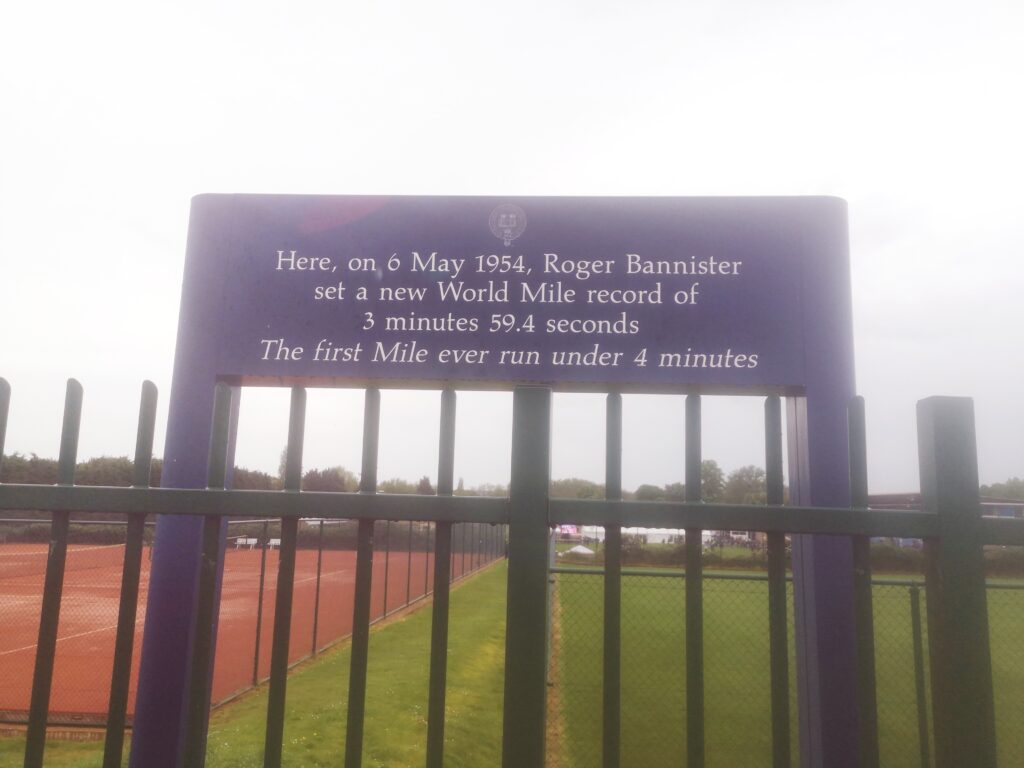 Here, on 6 May 1954, Roger Bannister
set a new World Mile record of
3 minutes 59.4 seconds
The first Mile ever run under 4 minutes